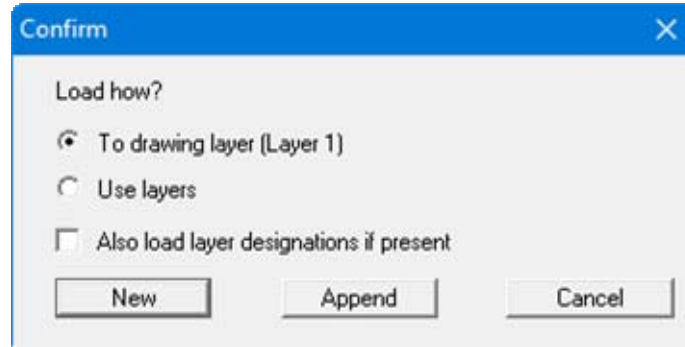 Confirm
Load how?
To drawing layer (Layer 1)
Use layers
Also load layer designations if present
New Append Cancel